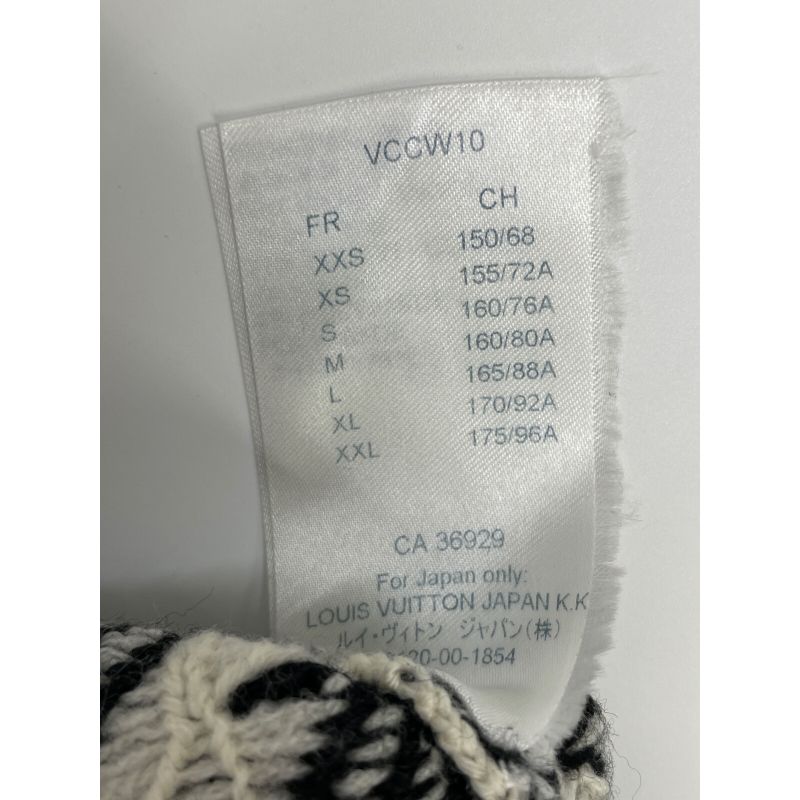 VCCW10
FR CH
XXS 150/68
XS 155/72A
S 160/76A
M 160/80A
L 165/88A
XL 170/92A
XXL 175/96A
CA 36929
For Japan only:
LOUIS VUITTON JAPAN K.K
ルイ・ヴィトン ジャパン(株)